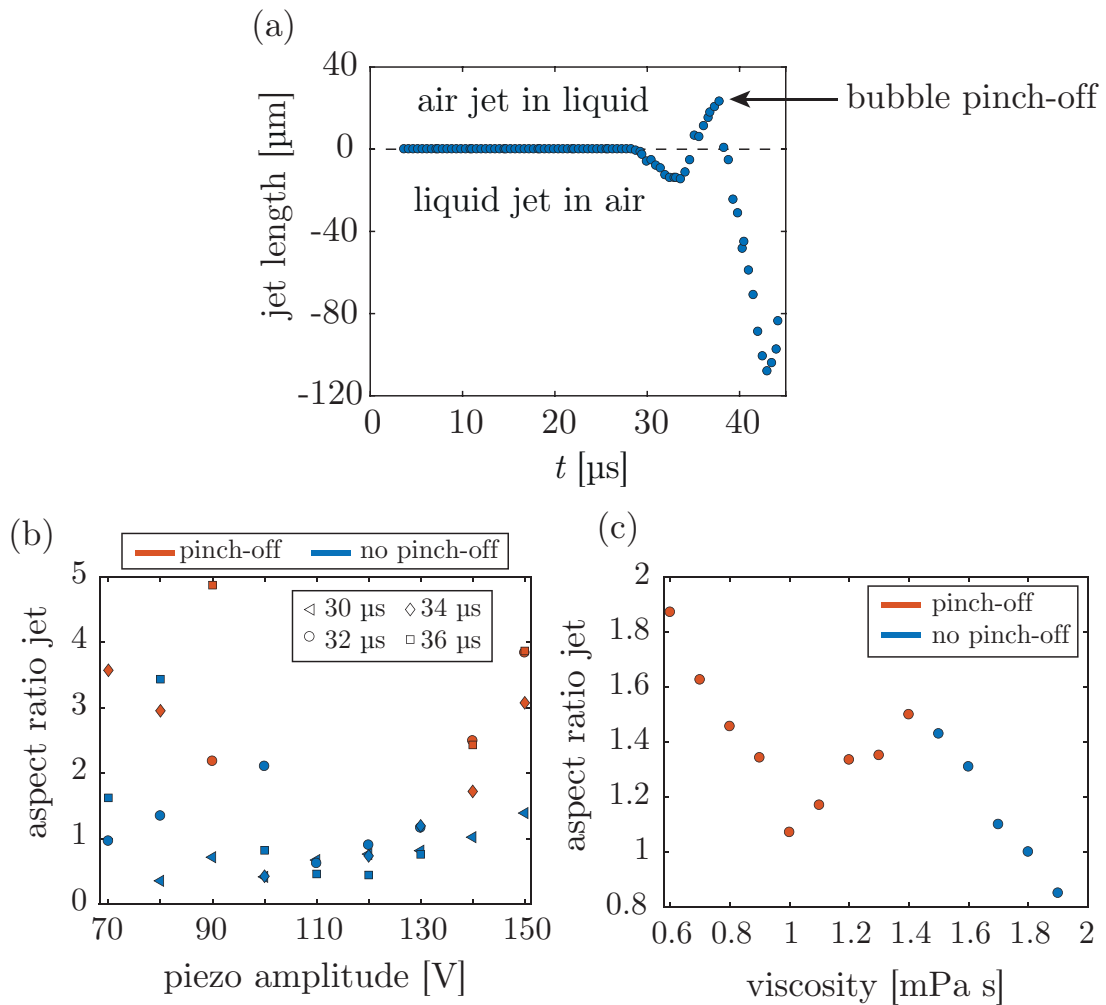 (a)
40
0
-40
-80
-120
jet length [µm]
air jet in liquid
liquid jet in air
bubble pinch-off
0 10 20 30 40
t [µs]
(b)
pinch-off no pinch-off
30 µs 34 µs
32 µs 36 µs
5
4
3
2
1
0
aspect ratio jet
70 90 110 130 150
piezo amplitude [V]
(c)
pinch-off
no pinch-off
2
1.8
1.6
1.4
1.2
1
0.8
aspect ratio jet
0.6 0.8 1 1.2 1.4 1.6 1.8 2
viscosity [mPa s]